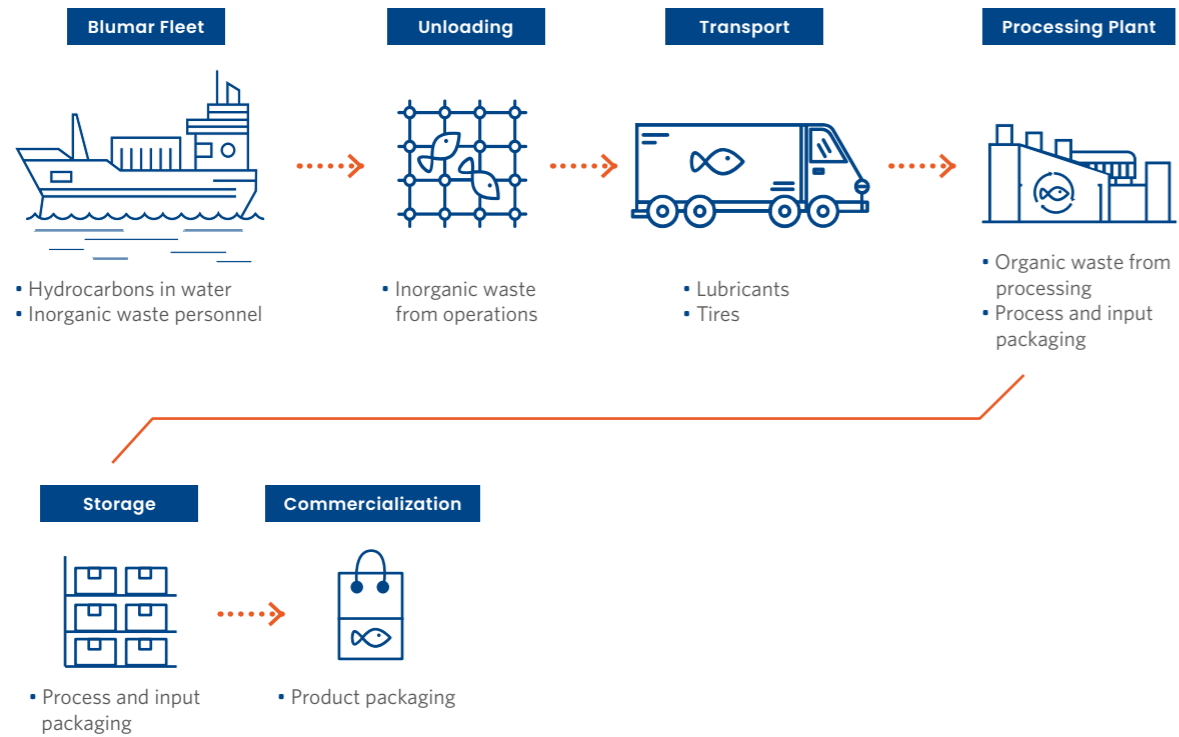 Blumar Fleet
Unloading
Transport
Processing Plant
▪ Hydrocarbons in water
▪ Inorganic waste personnel
▪ Inorganic waste
from operations
▪ Lubricants
▪ Tires
▪ Organic waste from
processing
▪ Process and input
packaging
Storage
Commercialization
▪ Process and input
packaging
▪ Product packaging